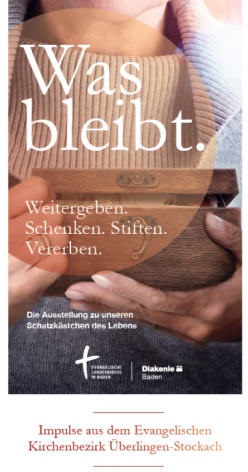 Was
bleibt.
Weitergeben.
Schenken. Stiften.
Vererben.
Die Ausstellung zu unseren
Schatzkästchen des Lebens
EVANGELISCHE
LANDESKIRCHE
IN BADEN
Diakonie
Baden
Impulse aus dem Evangelischen
Kirchenbezirk Überlingen-Stockach